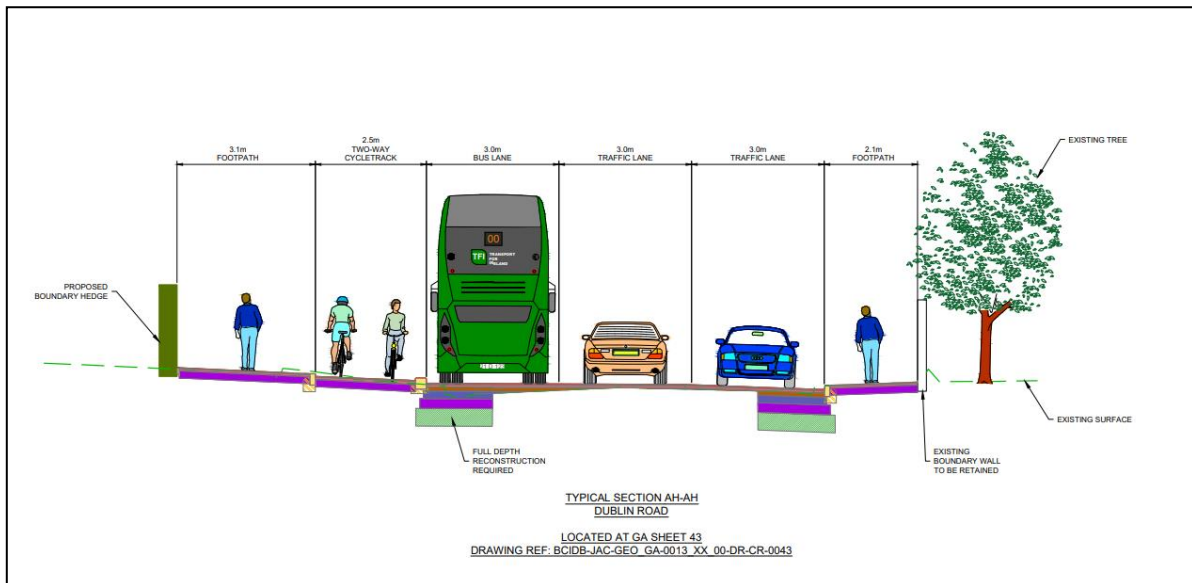 3.1m
FOOTPATH
2.5m
TWO-WAY
CYCLETRACK
3.0m
BUS LANE
3.0m
TRAFFIC LANE
3.0m
TRAFFIC LANE
2.1m
FOOTPATH
EXISTING TREE
00
TFI
TRANSPORT
FOR
IRELAND
PROPOSED
BOUNDARY HEDGE
EXISTING SURFACE
FULL DEPTH
RECONSTRUCTION
REQUIRED
EXISTING
BOUNDARY WALL
TO BE RETAINED
TYPICAL SECTION AH-AH
DUBLIN ROAD
LOCATED AT GA SHEET 43
DRAWING REF: BCIDB-JAC-GEO_GA-0013_XX_00-DR-CR-0043